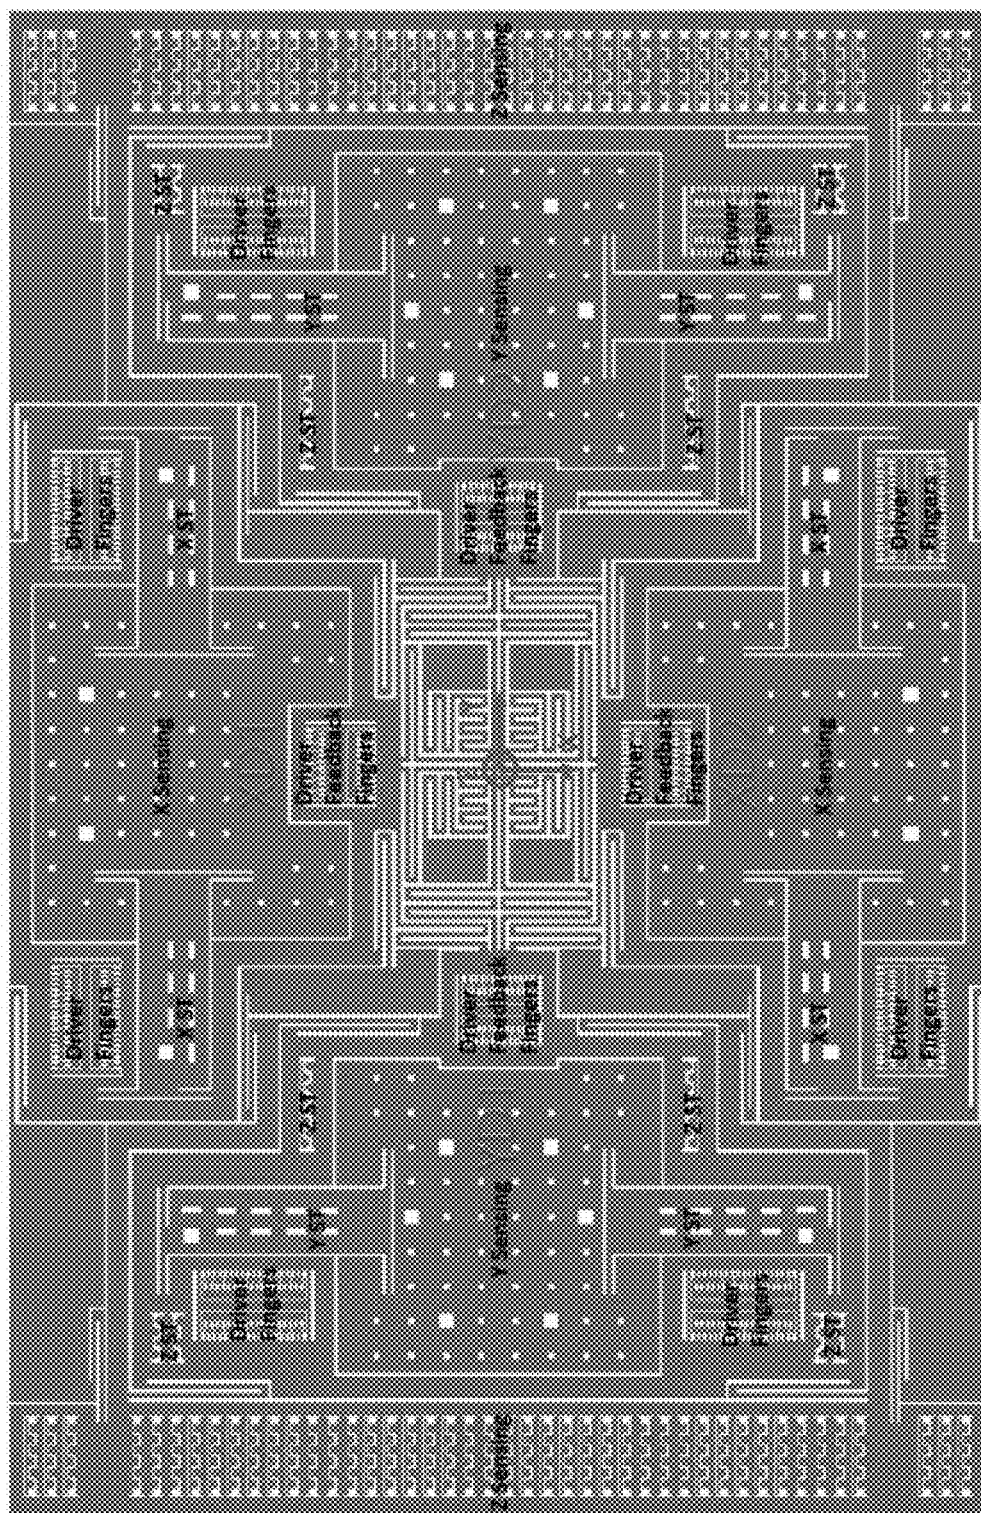 Driver
Fingers
Driver
Fingers
X Sensing
Z ST
Z ST
X ST
X ST
Driver
Fingers
Driver
Fingers
Z ST
Driver
Feedback
Fingers
Z ST
Y ST
Y ST
Z Sensing
Y Sensing
Driver
Feedback
Fingers
Driver
Feedback
Fingers
Y Sensing
Z Sensing
Driver
Feedback
Fingers
Y ST
Z ST
Z ST
Y ST
Driver
Fingers
Driver
Fingers
Z ST
X ST
X Sensing
X ST
Z ST
Driver
Fingers
Driver
Fingers